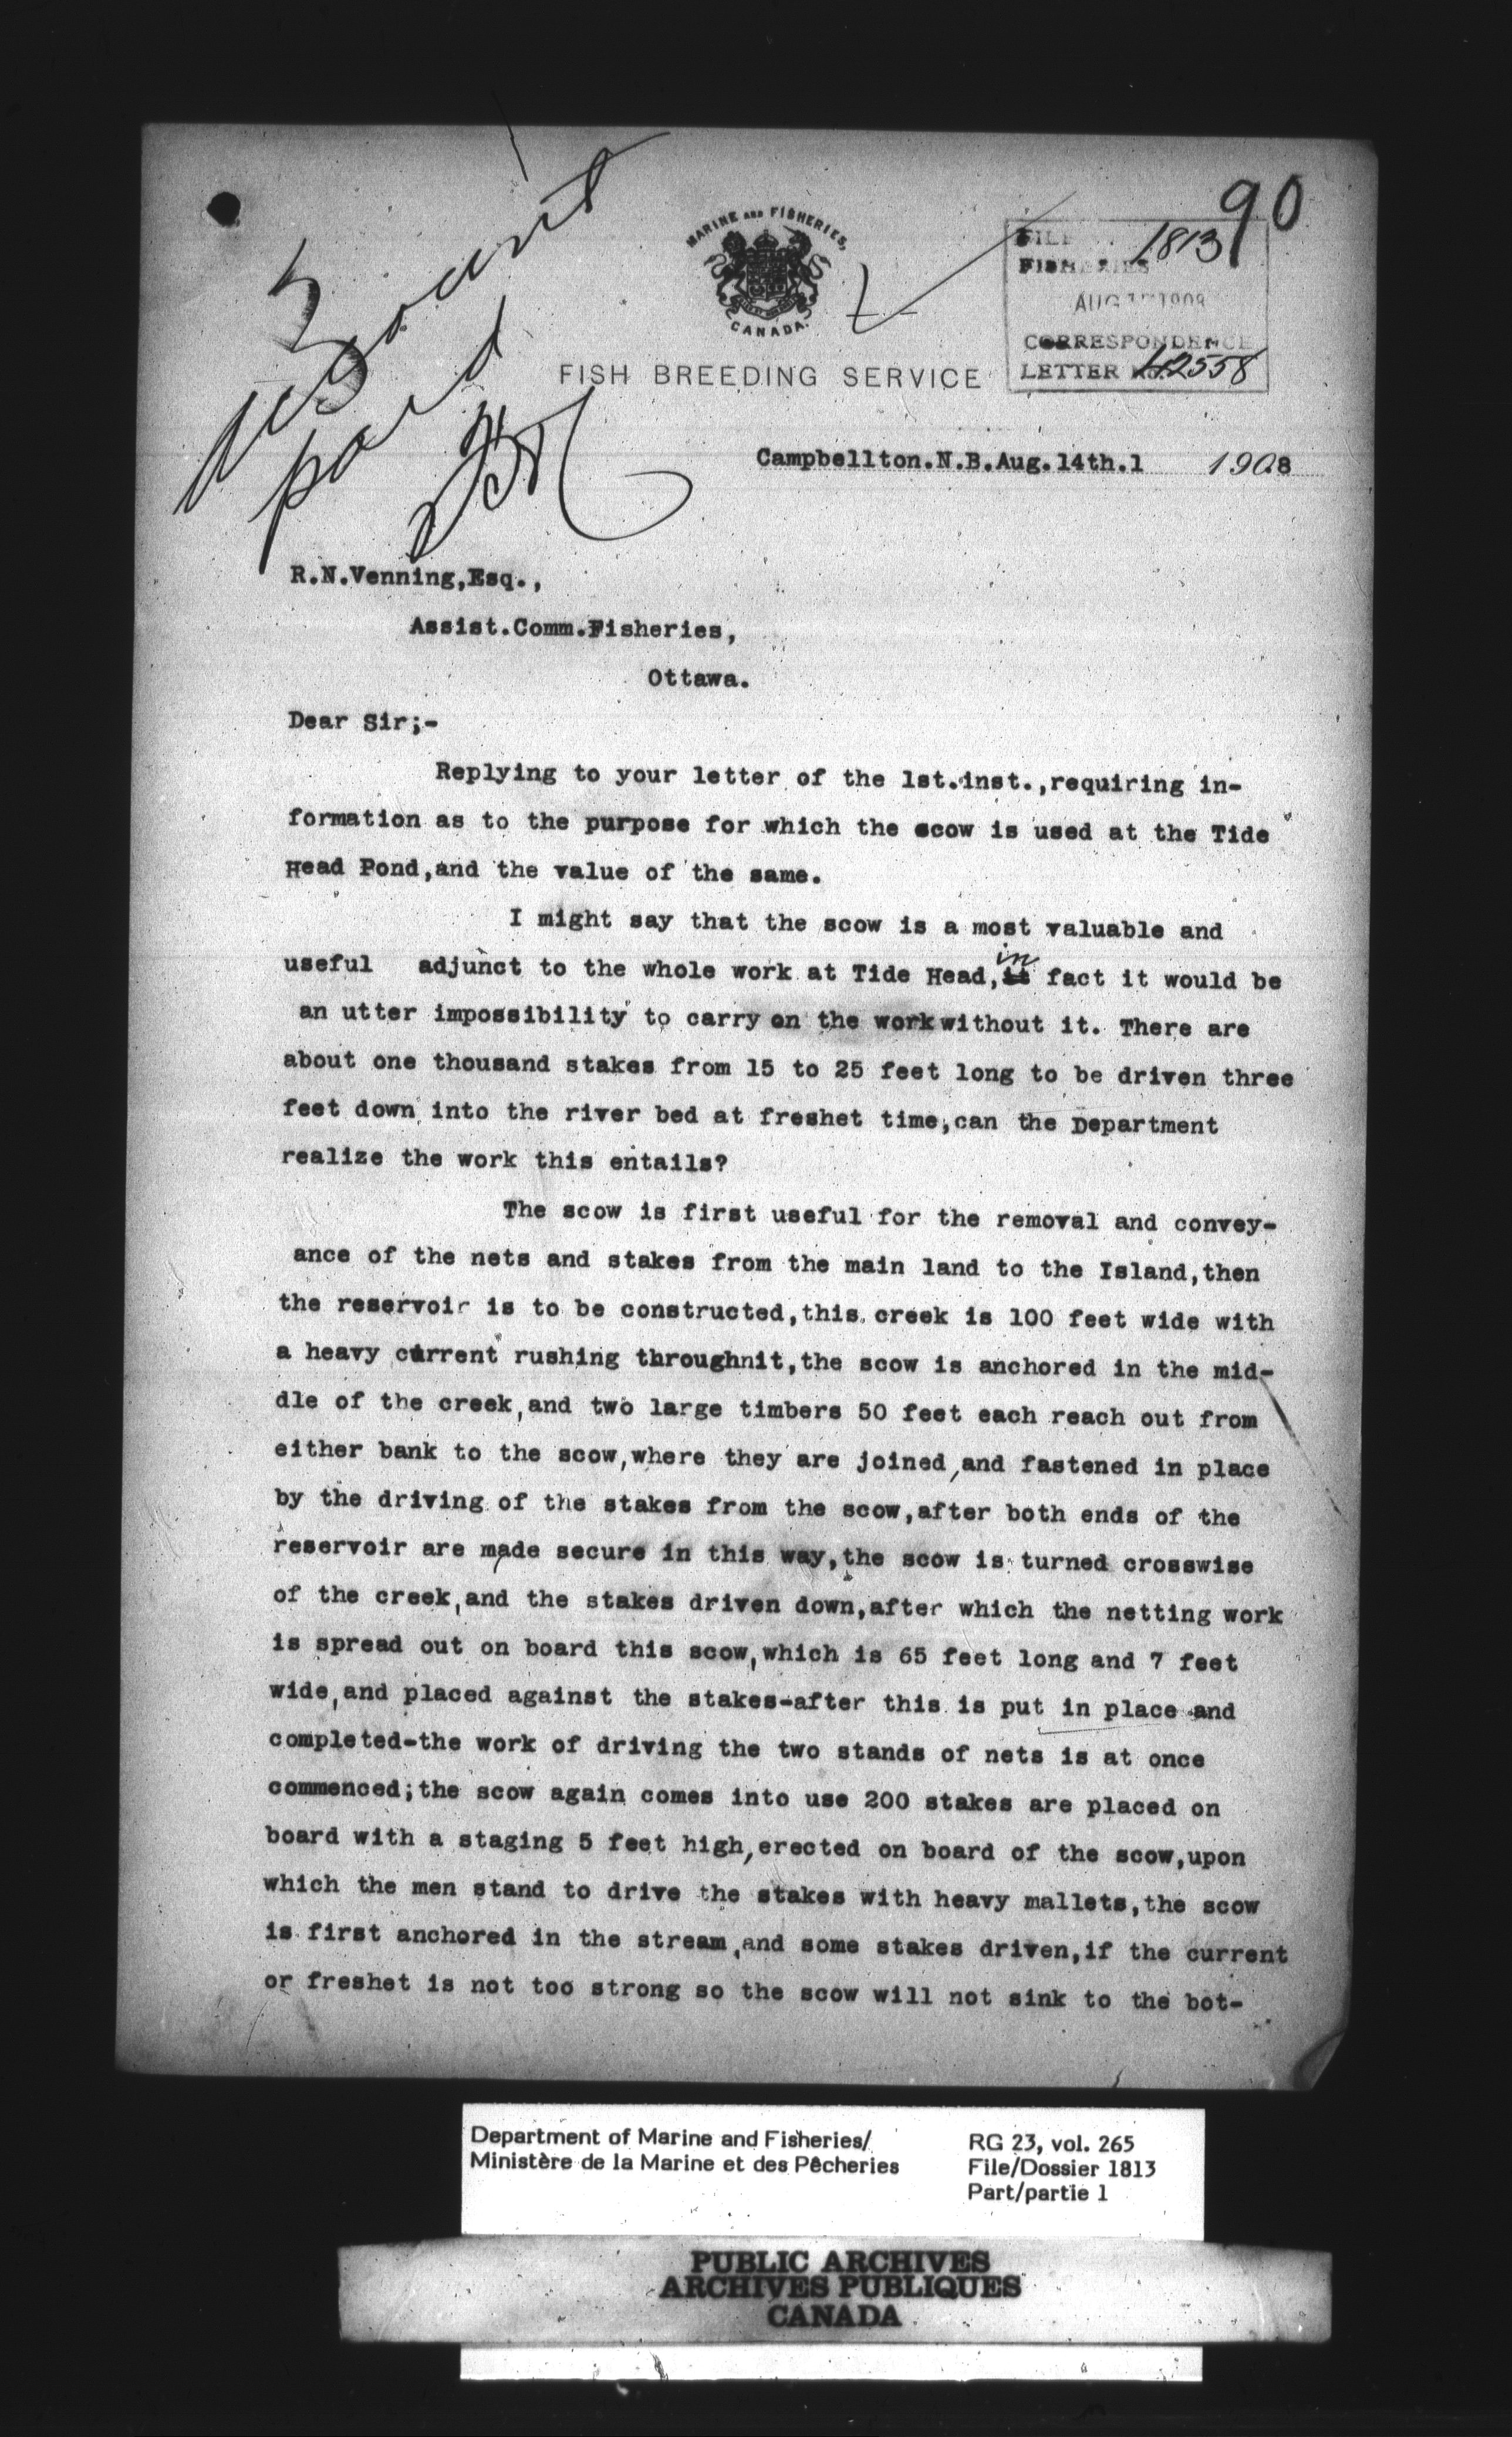 90
MARINE AND FISHERIES,
CANADA.
FILE 1813
FISHERIES
AUG 1909
CORRESPONDENCE
LETTER No. 42558
paid
FISH BREEDING SERVICE
Campbellton.N.B.Aug.14th.1 1908
R.N.Venning,Esq.,
Assist.Comm.Fisheries,
Ottawa.
Dear Sir;-
Replying to your letter of the 1st.inst.,requiring in-
formation as to the purpose for which the scow is used at the Tide
Head Pond,and the value of the same.
I might say that the scow is a most valuable and
in
useful adjunct to the whole work at Tide Head,it fact it would be
an utter impossibility to carry on the work without it. There are
about one thousand stakes from 15 to 25 feet long to be driven three
feet down into the river bed at freshet time,can the Department
realize the work this entails?
The scow is first useful for the removal and convey-
ance of the nets and stakes from the main land to the Island,then
the reservoir is to be constructed,this creek is 100 feet wide with
a heavy current rushing throughnit,the scow is anchored in the mid-
dle of the creek,and two large timbers 50 feet each reach out from
either bank to the scow,where they are joined,and fastened in place
by the driving of the stakes from the scow,after both ends of the
reservoir are made secure in this way,the scow is turned crosswise
of the creek,and the stakes driven down,after which the netting work
is spread out on board this scow,which is 65 feet long and 7 feet
wide,and placed against the stakes-after this is put in place and
completed-the work of driving the two stands of nets is at once
commenced;the scow again comes into use 200 stakes are placed on
board with a staging 5 feet high,erected on board of the scow,upon
which the men stand to drive the stakes with heavy mallets,the scow
is first anchored in the stream,and some stakes driven,if the current
or freshet is not too strong so the scow will not sink to the bot-
Department of Marine and Fisheries/
Ministère de la Marine et des Pêcheries
RG 23, vol. 265
File/Dossier 1813
Part/partie 1
PUBLIC ARCHIVES
ARCHIVES PUBLIQUES
CANADA